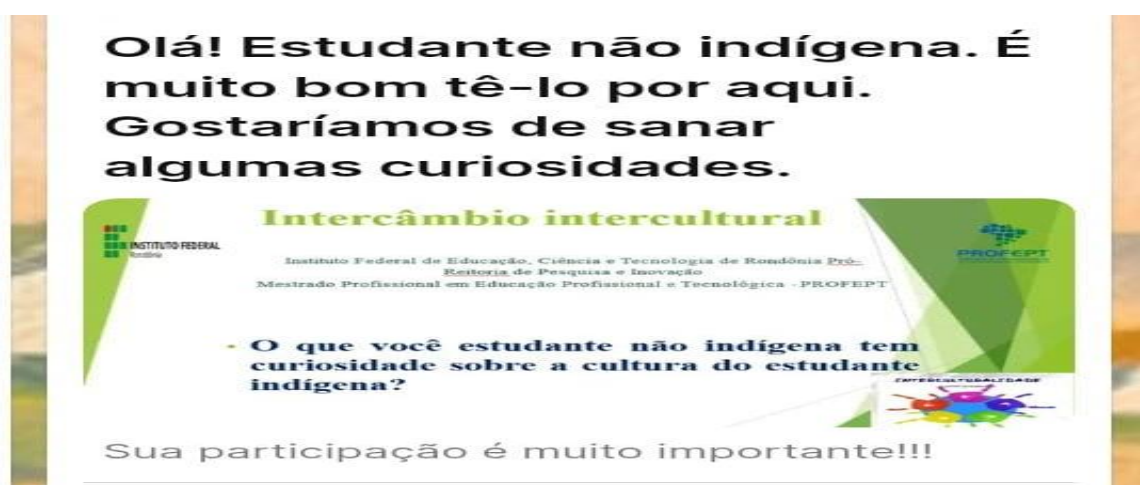 Olá! Estudante não indígena. É
muito bom tê-lo por aqui.
Gostaríamos de sanar
algumas curiosidades.
Intercâmbio intercultural
INSTITUTO FEDERAL
Rondônia
PROFEPT
Instituto Federal de Educação, Ciência e Tecnologia de Rondônia Pró-
Reitoria de Pesquisa e Inovação
Mestrado Profissional em Educação Profissional e Tecnológica - PROFEPT
• O que você estudante não indígena tem
curiosidade sobre a cultura do estudante
indígena?
INTERCULTURALIDADE
Sua participação é muito importante!!!